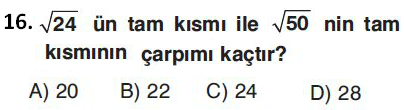 16. √24 ün tam kısmı ile √50 nin tam
kısmının çarpımı kaçtır?
A) 20 B) 22 C) 24 D) 28